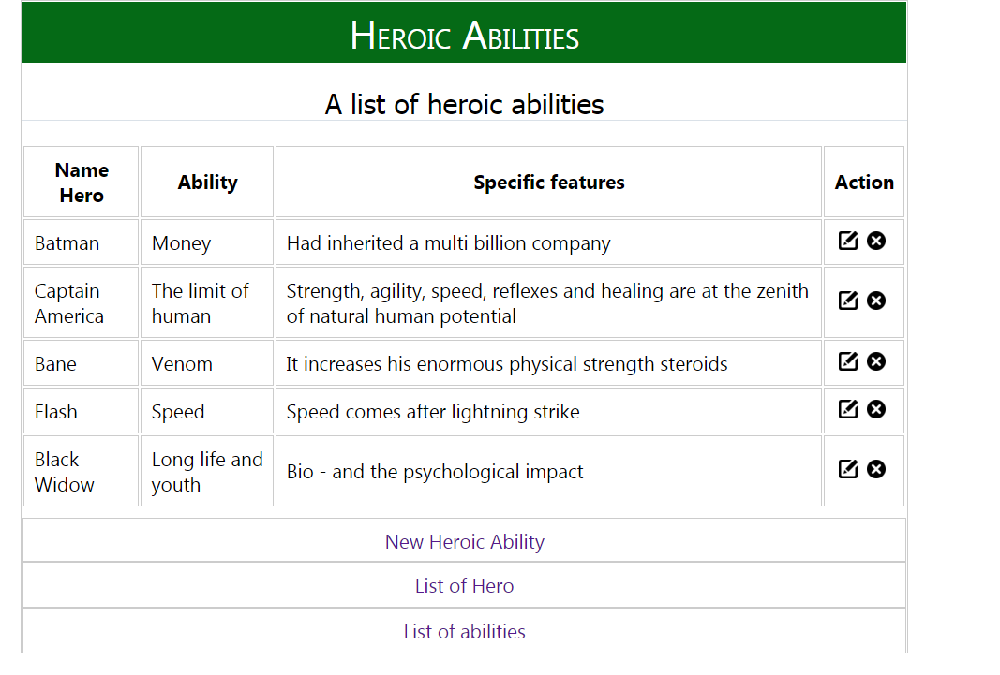 Heroic Abilities
A list of heroic abilities
Name Hero Ability Specific features Action
Batman Money Had inherited a multi billion company
Captain America The limit of human Strength, agility, speed, reflexes and healing are at the zenith of natural human potential
Bane Venom It increases his enormous physical strength steroids
Flash Speed Speed comes after lightning strike
Black Widow Long life and youth Bio - and the psychological impact
New Heroic Ability
List of Hero
List of abilities